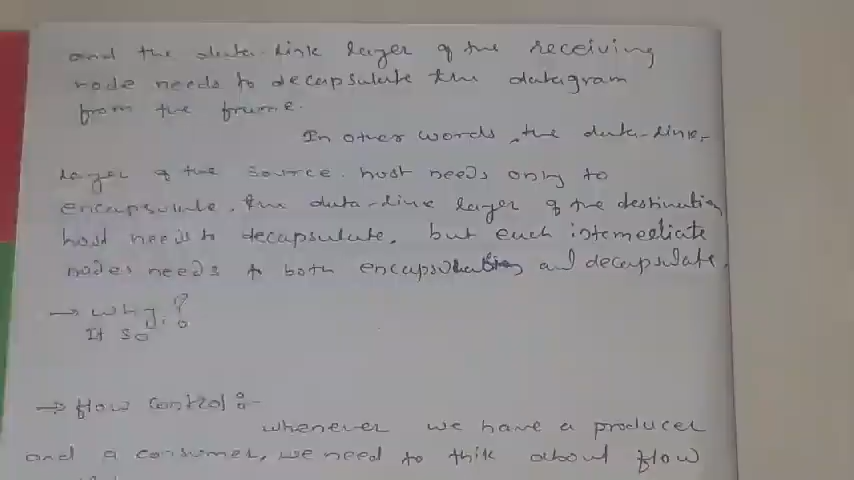 and the data-link layer of the receiving
node needs to decapsulate the datagram
from the frame.
In other words, the data-link-
layer of the source. host needs only to
encapsulate. the data-link layer of the destination
host needs to decapsulate. but each intemediate
nodes needs to both encapsulation and decapsulate.
→ why. ?
It so
→ flow control :-
whenever we have a producer
and a consumer, we need to thik about flow